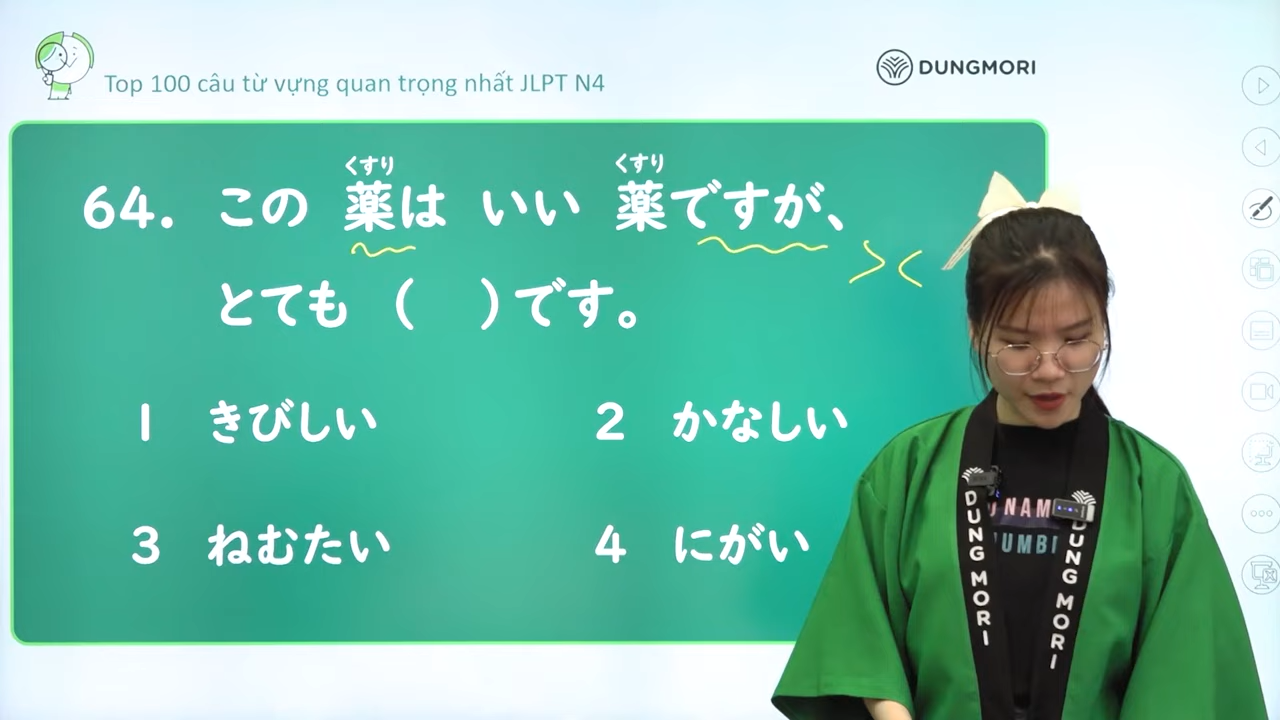 Top 100 câu từ vựng quan trọng nhất JLPT N4
DUNGMORI
くすり くすり
64. この 薬は いい 薬ですが、
とても ( )です。
1 きびしい 2 かなしい
3 ねむたい 4 にがい
DUNG MORI
DUNG MORI